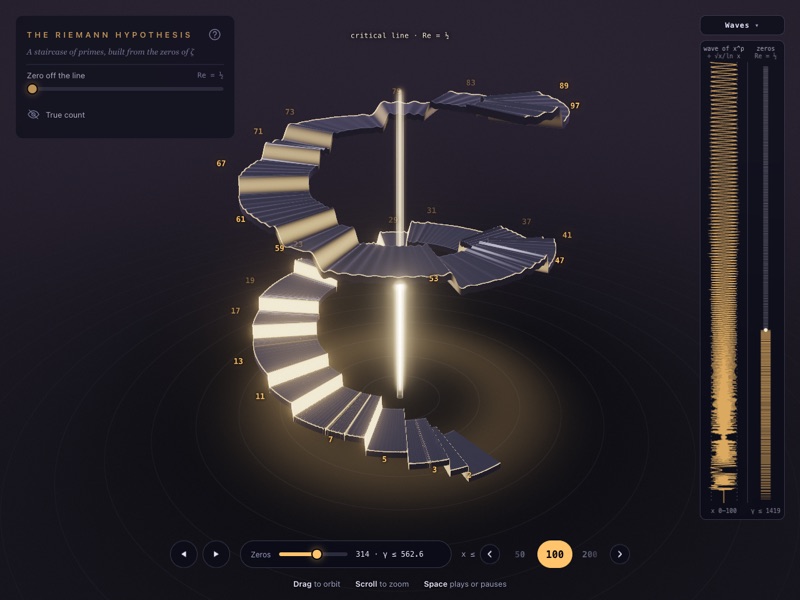 THE RIEMANN HYPOTHESIS ?
A staircase of primes, built from the zeros of ζ
Zero off the line Re = ½
True count
critical line · Re = ½
Waves
wave of x^ρ zeros
÷ √x/ln x Re = ½
x 0–100 γ ≤ 1419
83
89
97
73
71
67
61
59
31
37
41
47
53
19
17
13
11
7
5
3
2
Zeros 314 · γ ≤ 562.6 x ≤ 50 100 200
Drag to orbit Scroll to zoom Space plays or pauses